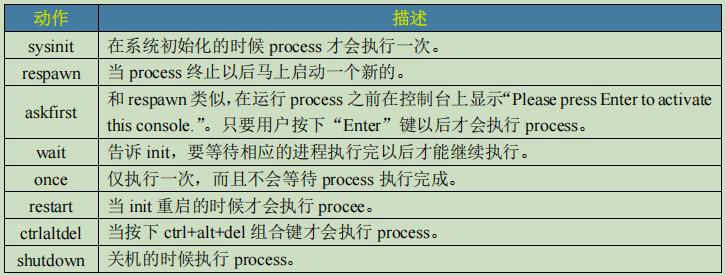 动作 描述
sysinit 在系统初始化的时候 process 才会执行一次。
respawn 当 process 终止以后马上启动一个新的。
askfirst 和 respawn 类似，在运行 process 之前在控制台上显示“Please press Enter to activate
this console.”。只要用户按下“Enter”键以后才会执行 process。
wait 告诉 init，要等待相应的进程执行完以后才能继续执行。
once 仅执行一次，而且不会等待 process 执行完成。
restart 当 init 重启的时候才会执行 procee。
ctrlaltdel 当按下 ctrl+alt+del 组合键才会执行 process。
shutdown 关机的时候执行 process。